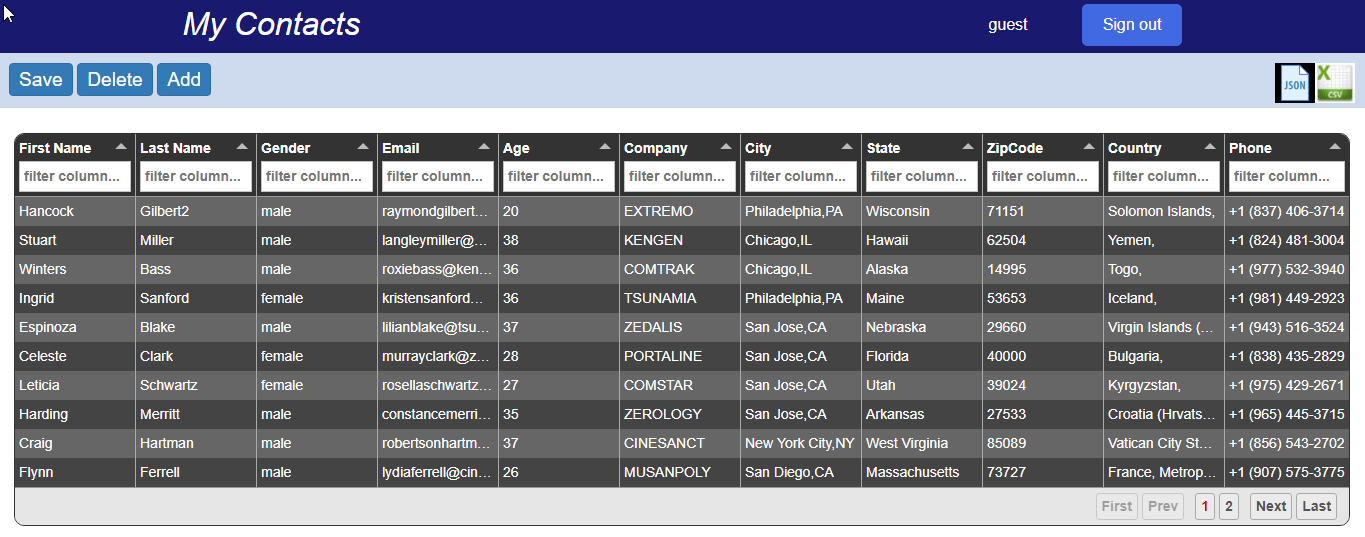 My Contacts guest Sign out
Save Delete Add JSON X CSV
First Name Last Name Gender Email Age Company City State ZipCode Country Phone
filter column... filter column... filter column... filter column... filter column... filter column... filter column... filter column... filter column... filter column... filter column...
Hancock Gilbert2 male raymondgilbert... 20 EXTREMO Philadelphia,PA Wisconsin 71151 Solomon Islands, +1 (837) 406-3714
Stuart Miller male langleymiller@... 38 KENGEN Chicago,IL Hawaii 62504 Yemen, +1 (824) 481-3004
Winters Bass male roxiebass@ken... 36 COMTRAK Chicago,IL Alaska 14995 Togo, +1 (977) 532-3940
Ingrid Sanford female kristensanford... 36 TSUNAMIA Philadelphia,PA Maine 53653 Iceland, +1 (981) 449-2923
Espinoza Blake male lilianblake@tsu... 37 ZEDALIS San Jose,CA Nebraska 29660 Virgin Islands (... +1 (943) 516-3524
Celeste Clark female murrayclark@z... 28 PORTALINE San Jose,CA Florida 40000 Bulgaria, +1 (838) 435-2829
Leticia Schwartz female rosellaschwartz... 27 COMSTAR San Jose,CA Utah 39024 Kyrgyzstan, +1 (975) 429-2671
Harding Merritt male constancemerri... 35 ZEROLOGY San Jose,CA Arkansas 27533 Croatia (Hrvats... +1 (965) 445-3715
Craig Hartman male robertsonhartm... 37 CINESANCT New York City,NY West Virginia 85089 Vatican City St... +1 (856) 543-2702
Flynn Ferrell male lydiaferrell@cin... 26 MUSANPOLY San Diego,CA Massachusetts 73727 France, Metrop... +1 (907) 575-3775
First Prev 1 2 Next Last